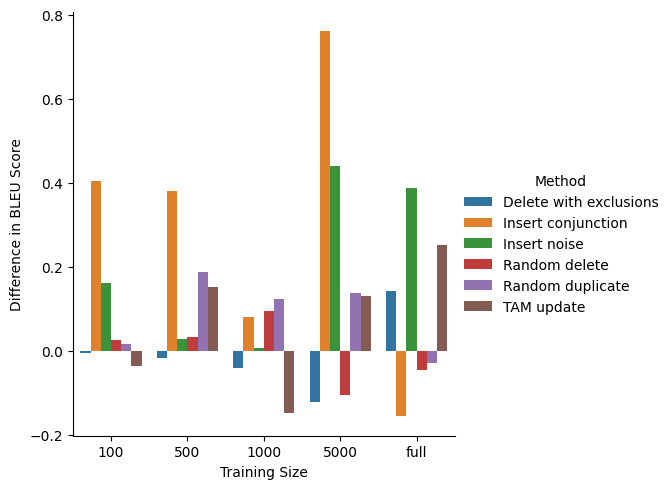 0.8
0.6
0.4
0.2
0.0
−0.2
Difference in BLEU Score
100 500 1000 5000 full
Training Size
Method
Delete with exclusions
Insert conjunction
Insert noise
Random delete
Random duplicate
TAM update